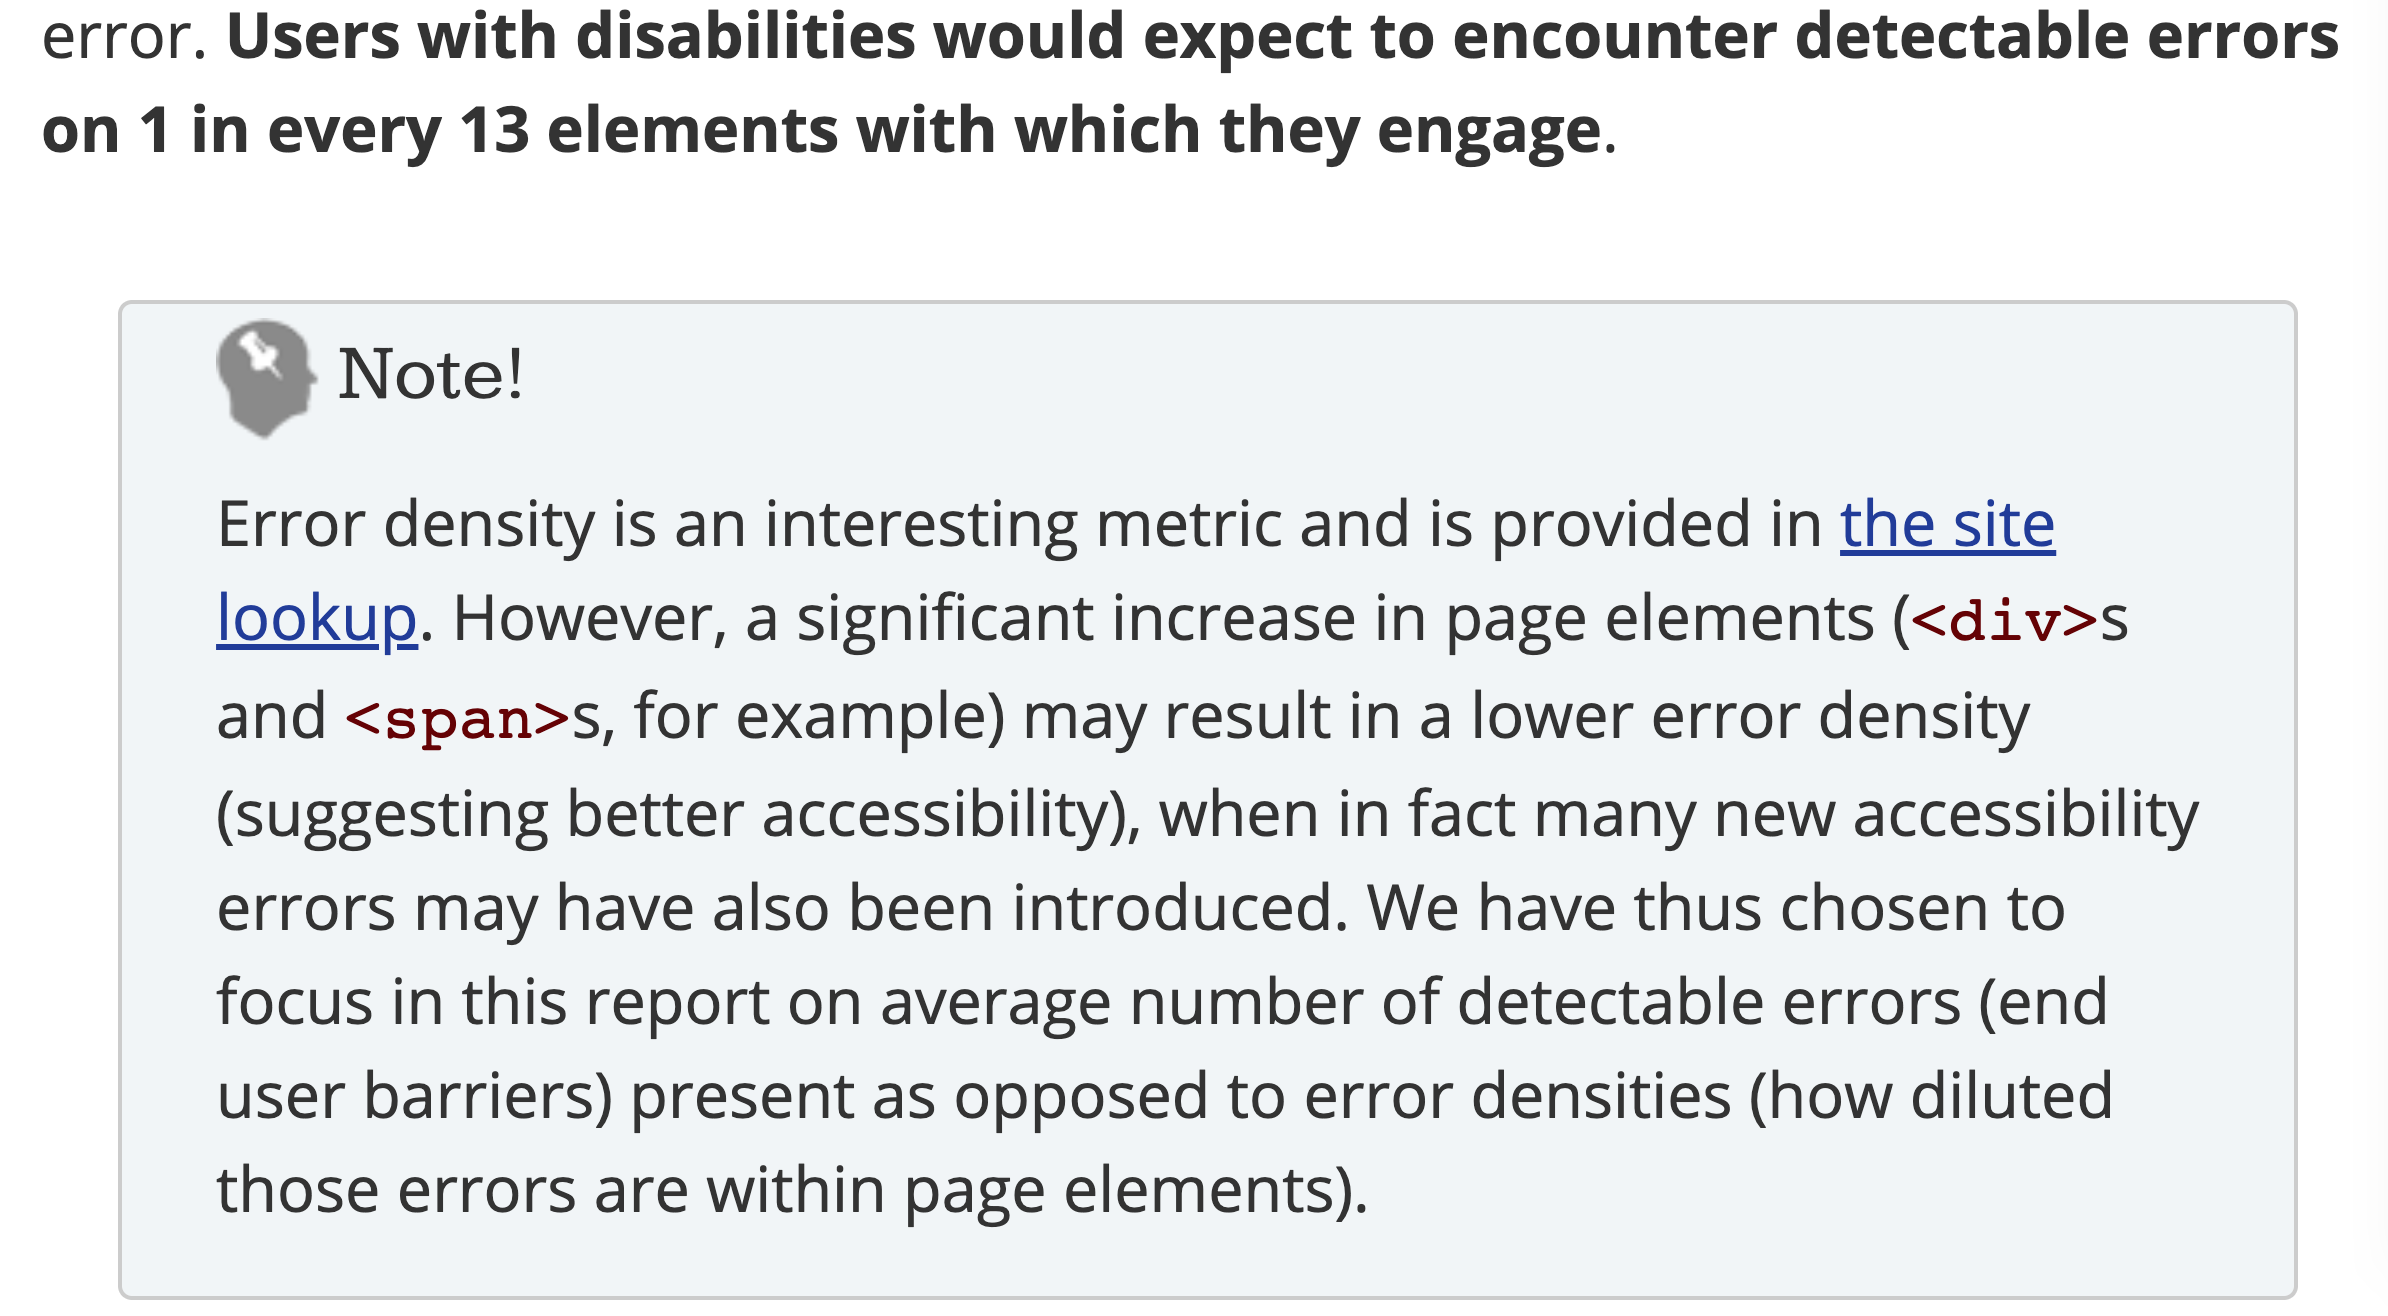 error. Users with disabilities would expect to encounter detectable errors
on 1 in every 13 elements with which they engage.
Note!
Error density is an interesting metric and is provided in the site
lookup. However, a significant increase in page elements (<div>s
and <span>s, for example) may result in a lower error density
(suggesting better accessibility), when in fact many new accessibility
errors may have also been introduced. We have thus chosen to
focus in this report on average number of detectable errors (end
user barriers) present as opposed to error densities (how diluted
those errors are within page elements).